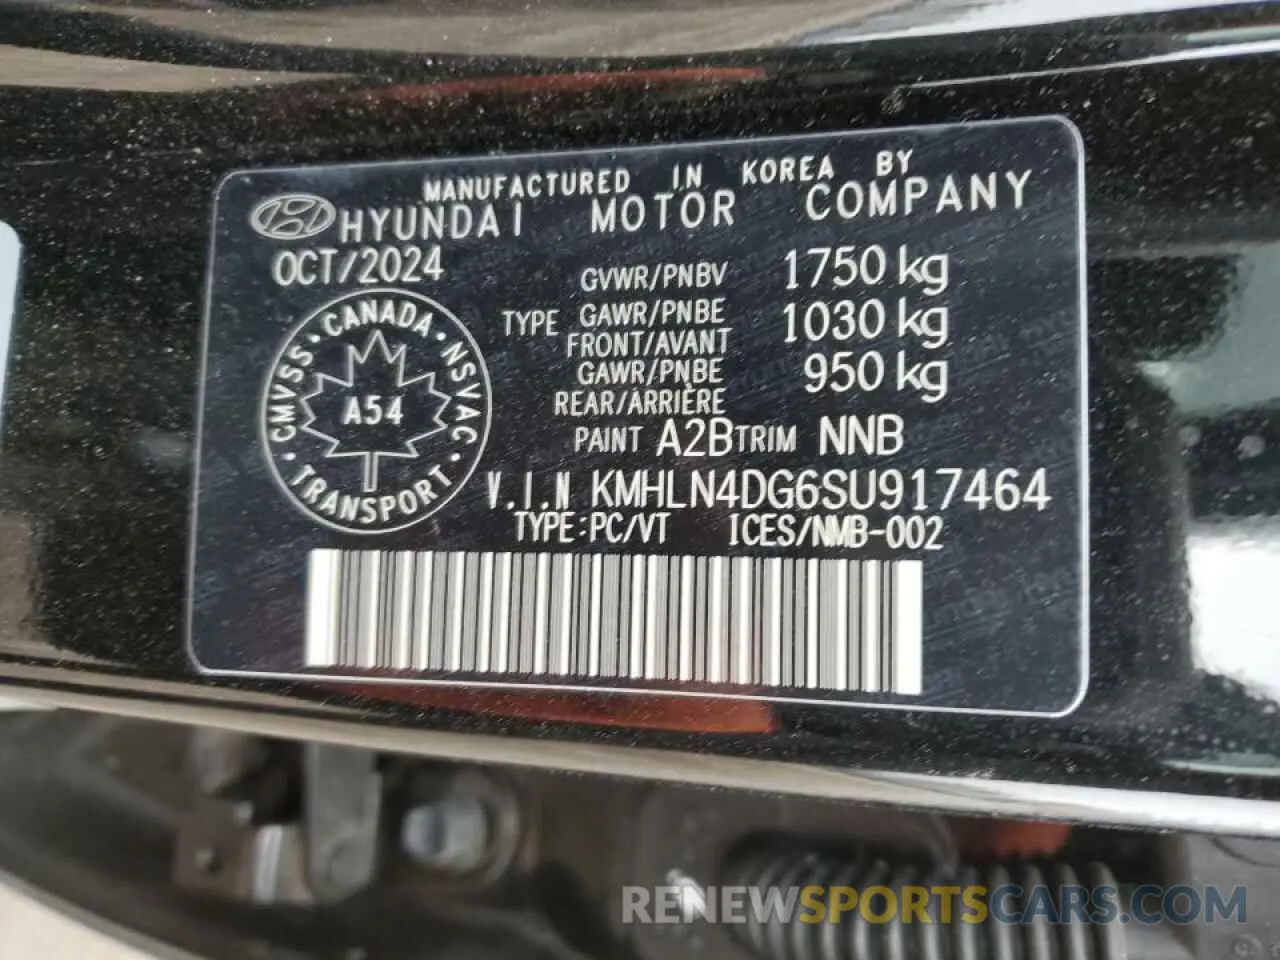 MANUFACTURED IN KOREA BY
HYUNDAI MOTOR COMPANY
OCT/2024
GVWR/PNBV 1750 kg
TYPE GAWR/PNBE FRONT/AVANT 1030 kg
GAWR/PNBE REAR/ARRIÈRE 950 kg
PAINT A2B TRIM NNB
V.I.N KMHLN4DG6SU917464
TYPE:PC/VT ICES/NMB-002
CANADA · NSVAC · TRANSPORT · CMVSS ·
A54
RENEWSPORTSCARS.COM